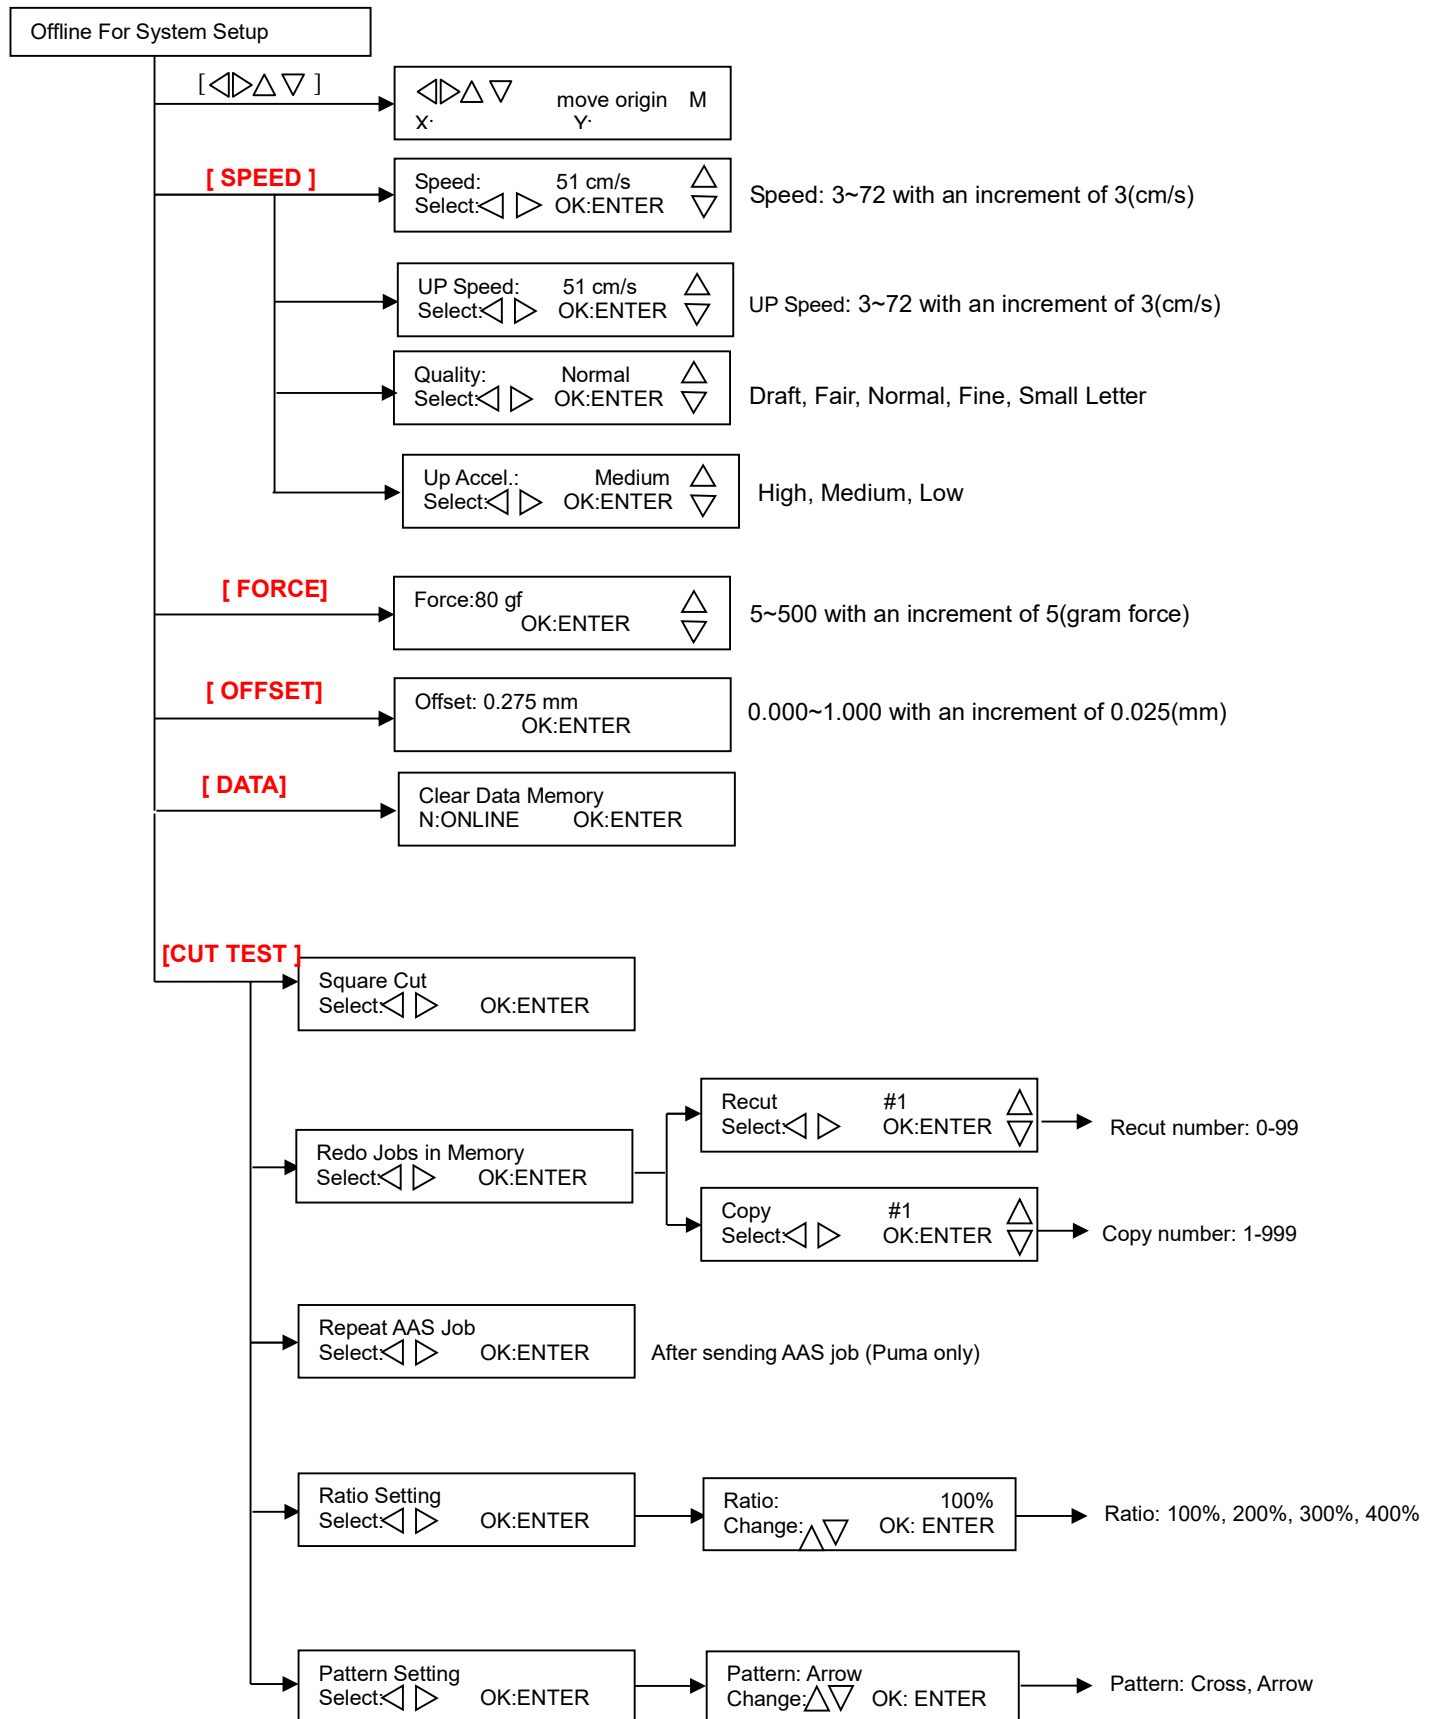 Offline For System Setup
[◁▷△▽ ]
◁▷△▽ move origin M
X: Y:
[ SPEED ]
Speed: 51 cm/s △
Select:◁ ▷ OK:ENTER ▽
Speed: 3~72 with an increment of 3(cm/s)
UP Speed: 51 cm/s △
Select:◁ ▷ OK:ENTER ▽
UP Speed: 3~72 with an increment of 3(cm/s)
Quality: Normal △
Select:◁ ▷ OK:ENTER ▽
Draft, Fair, Normal, Fine, Small Letter
Up Accel.: Medium △
Select:◁ ▷ OK:ENTER ▽
High, Medium, Low
[ FORCE]
Force:80 gf △
OK:ENTER ▽
5~500 with an increment of 5(gram force)
[ OFFSET]
Offset: 0.275 mm
OK:ENTER
0.000~1.000 with an increment of 0.025(mm)
[ DATA]
Clear Data Memory
N:ONLINE OK:ENTER
[CUT TEST ]
Square Cut
Select:◁ ▷ OK:ENTER
Redo Jobs in Memory
Select:◁ ▷ OK:ENTER
Recut #1 △
Select:◁ ▷ OK:ENTER ▽
Recut number: 0-99
Copy #1 △
Select:◁ ▷ OK:ENTER ▽
Copy number: 1-999
Repeat AAS Job
Select:◁ ▷ OK:ENTER
After sending AAS job (Puma only)
Ratio Setting
Select:◁ ▷ OK:ENTER
Ratio: 100%
Change:△▽ OK: ENTER
Ratio: 100%, 200%, 300%, 400%
Pattern Setting
Select:◁ ▷ OK:ENTER
Pattern: Arrow
Change:△▽ OK: ENTER
Pattern: Cross, Arrow